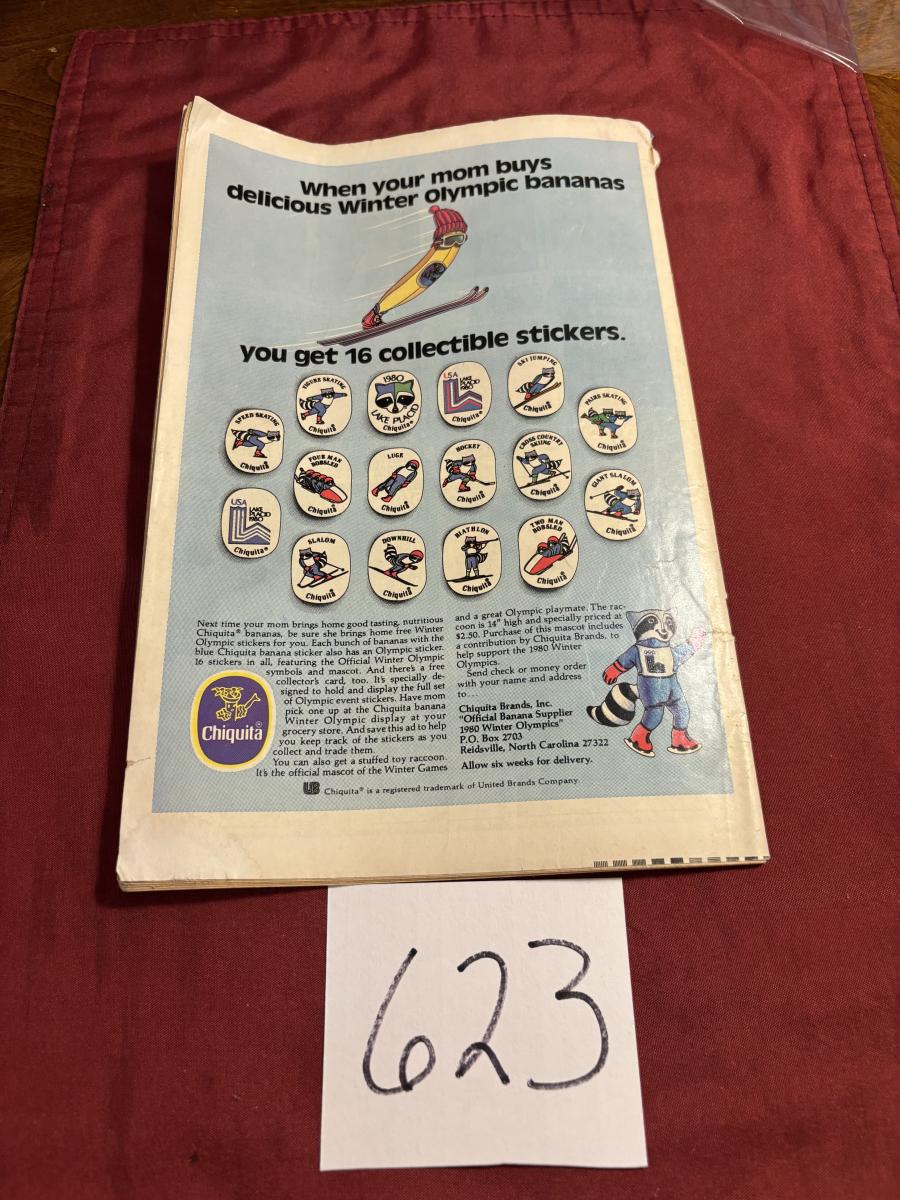 When your mom buys
delicious Winter Olympic bananas
you get 16 collectible stickers.
SPEED SKATING
Chiquita
FIGURE SKATING
Chiquita
1980
LAKE PLACID
Chiquita®
USA
LAKE
PLACID
1980
Chiquita®
SKI JUMPING
Chiquita
PAIRS SKATING
Chiquita
USA
LAKE
PLACID
1980
Chiquita®
FOUR MAN
BOBSLED
Chiquita
LUGE
Chiquita
HOCKEY
Chiquita
CROSS COUNTRY
SKIING
Chiquita
GIANT SLALOM
Chiquita
SLALOM
Chiquita
DOWNHILL
Chiquita
BIATHLON
Chiquita
TWO MAN
BOBSLED
Chiquita
Next time your mom brings home good tasting, nutritious
Chiquita® bananas, be sure she brings home free Winter
Olympic stickers for you. Each bunch of bananas with the
blue Chiquita banana sticker also has an Olympic sticker.
16 stickers in all, featuring the Official Winter Olympic
symbols and mascot. And there's a free
collector's card, too. It's specially de-
signed to hold and display the full set
of Olympic event stickers. Have mom
pick one up at the Chiquita banana
Winter Olympic display at your
grocery store. And save this ad to help
you keep track of the stickers as you
collect and trade them.
You can also get a stuffed toy raccoon.
It's the official mascot of the Winter Games
Chiquita
and a great Olympic playmate. The rac-
coon is 14" high and specially priced at
$2.50. Purchase of this mascot includes
a contribution by Chiquita Brands, to
help support the 1980 Winter
Olympics.
Send check or money order
with your name and address
to...
Chiquita Brands, Inc.
"Official Banana Supplier
1980 Winter Olympics"
P.O. Box 2703
Reidsville, North Carolina 27322
Allow six weeks for delivery.
UB Chiquita® is a registered trademark of United Brands Company
623